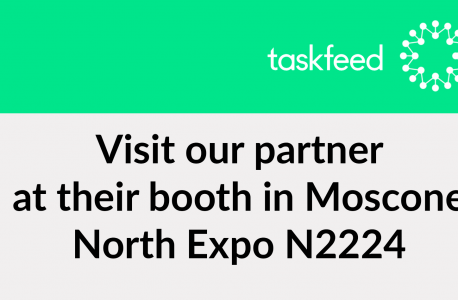 taskfeed
Visit our partner
at their booth in Moscone
North Expo N2224